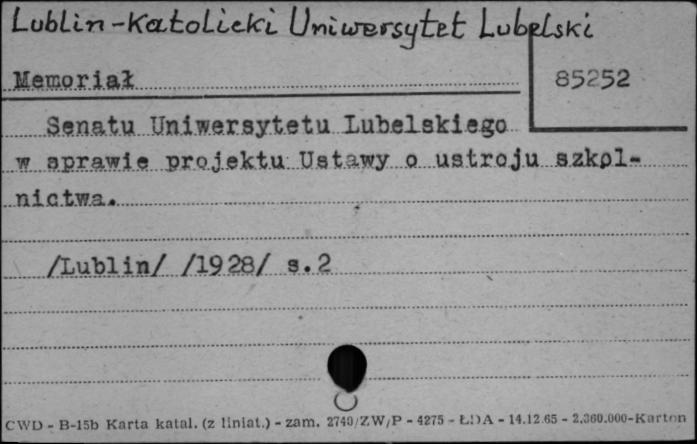 Lublin-Katolicki Uniwersytet Lubelski
Memoriał
85252
Senatu Uniwersytetu Lubelskiego
w sprawie projektu Ustawy o ustroju szkol-
nictwa.
/Lublin/ /1928/ s.2
CWD - B-15b Karta katal. (z liniat.) - zam. 2740/ZW/P - 4275 - ŁDA - 14.12.65 - 2.360.000-Karton